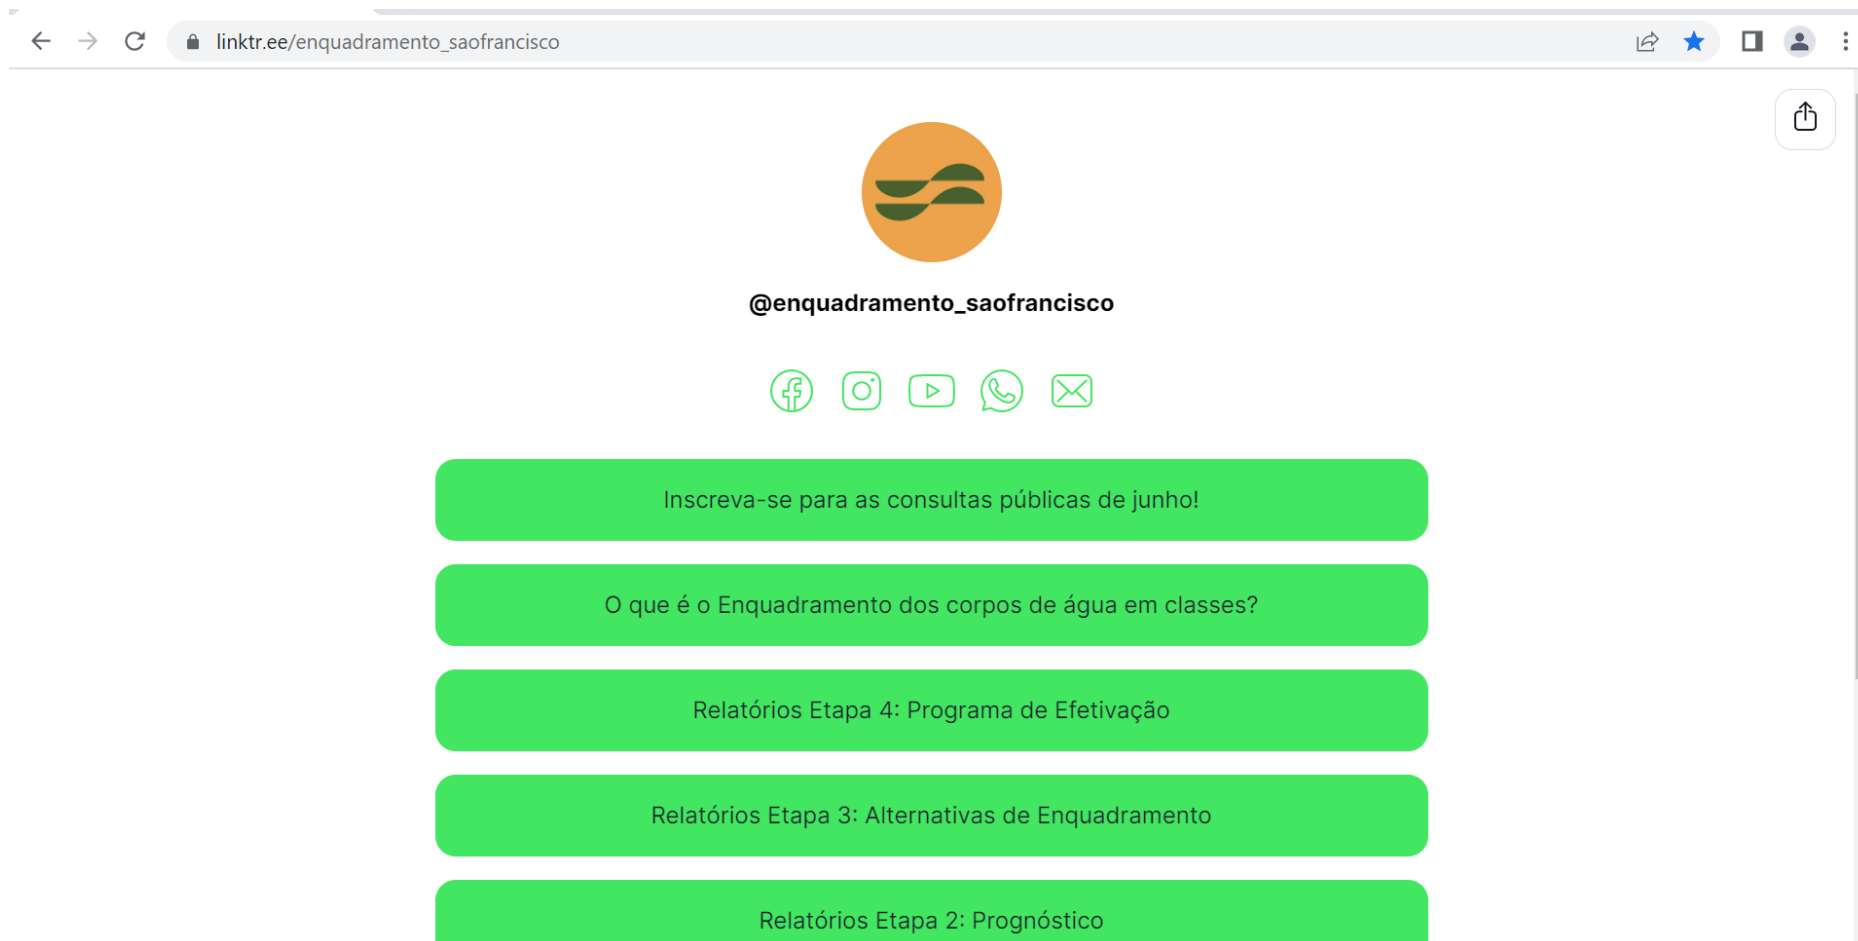 linktr.ee/enquadramento_saofrancisco
@enquadramento_saofrancisco
Inscreva-se para as consultas públicas de junho!
O que é o Enquadramento dos corpos de água em classes?
Relatórios Etapa 4: Programa de Efetivação
Relatórios Etapa 3: Alternativas de Enquadramento
Relatórios Etapa 2: Prognóstico